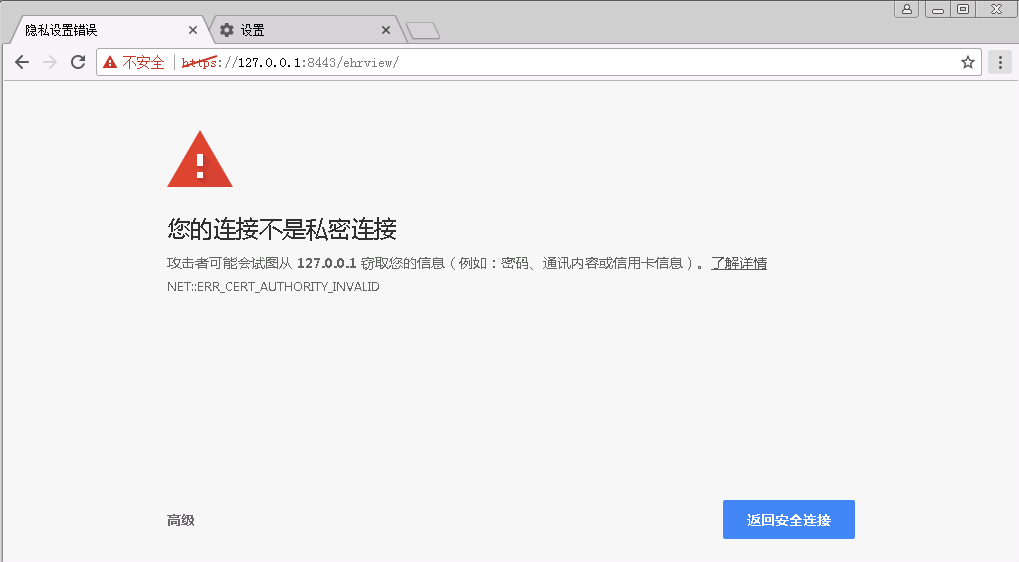 隐私设置错误
设置
不安全 https://127.0.0.1:8443/ehrview/
您的连接不是私密连接
攻击者可能会试图从 127.0.0.1 窃取您的信息（例如：密码、通讯内容或信用卡信息）。了解详情
NET::ERR_CERT_AUTHORITY_INVALID
高级
返回安全连接